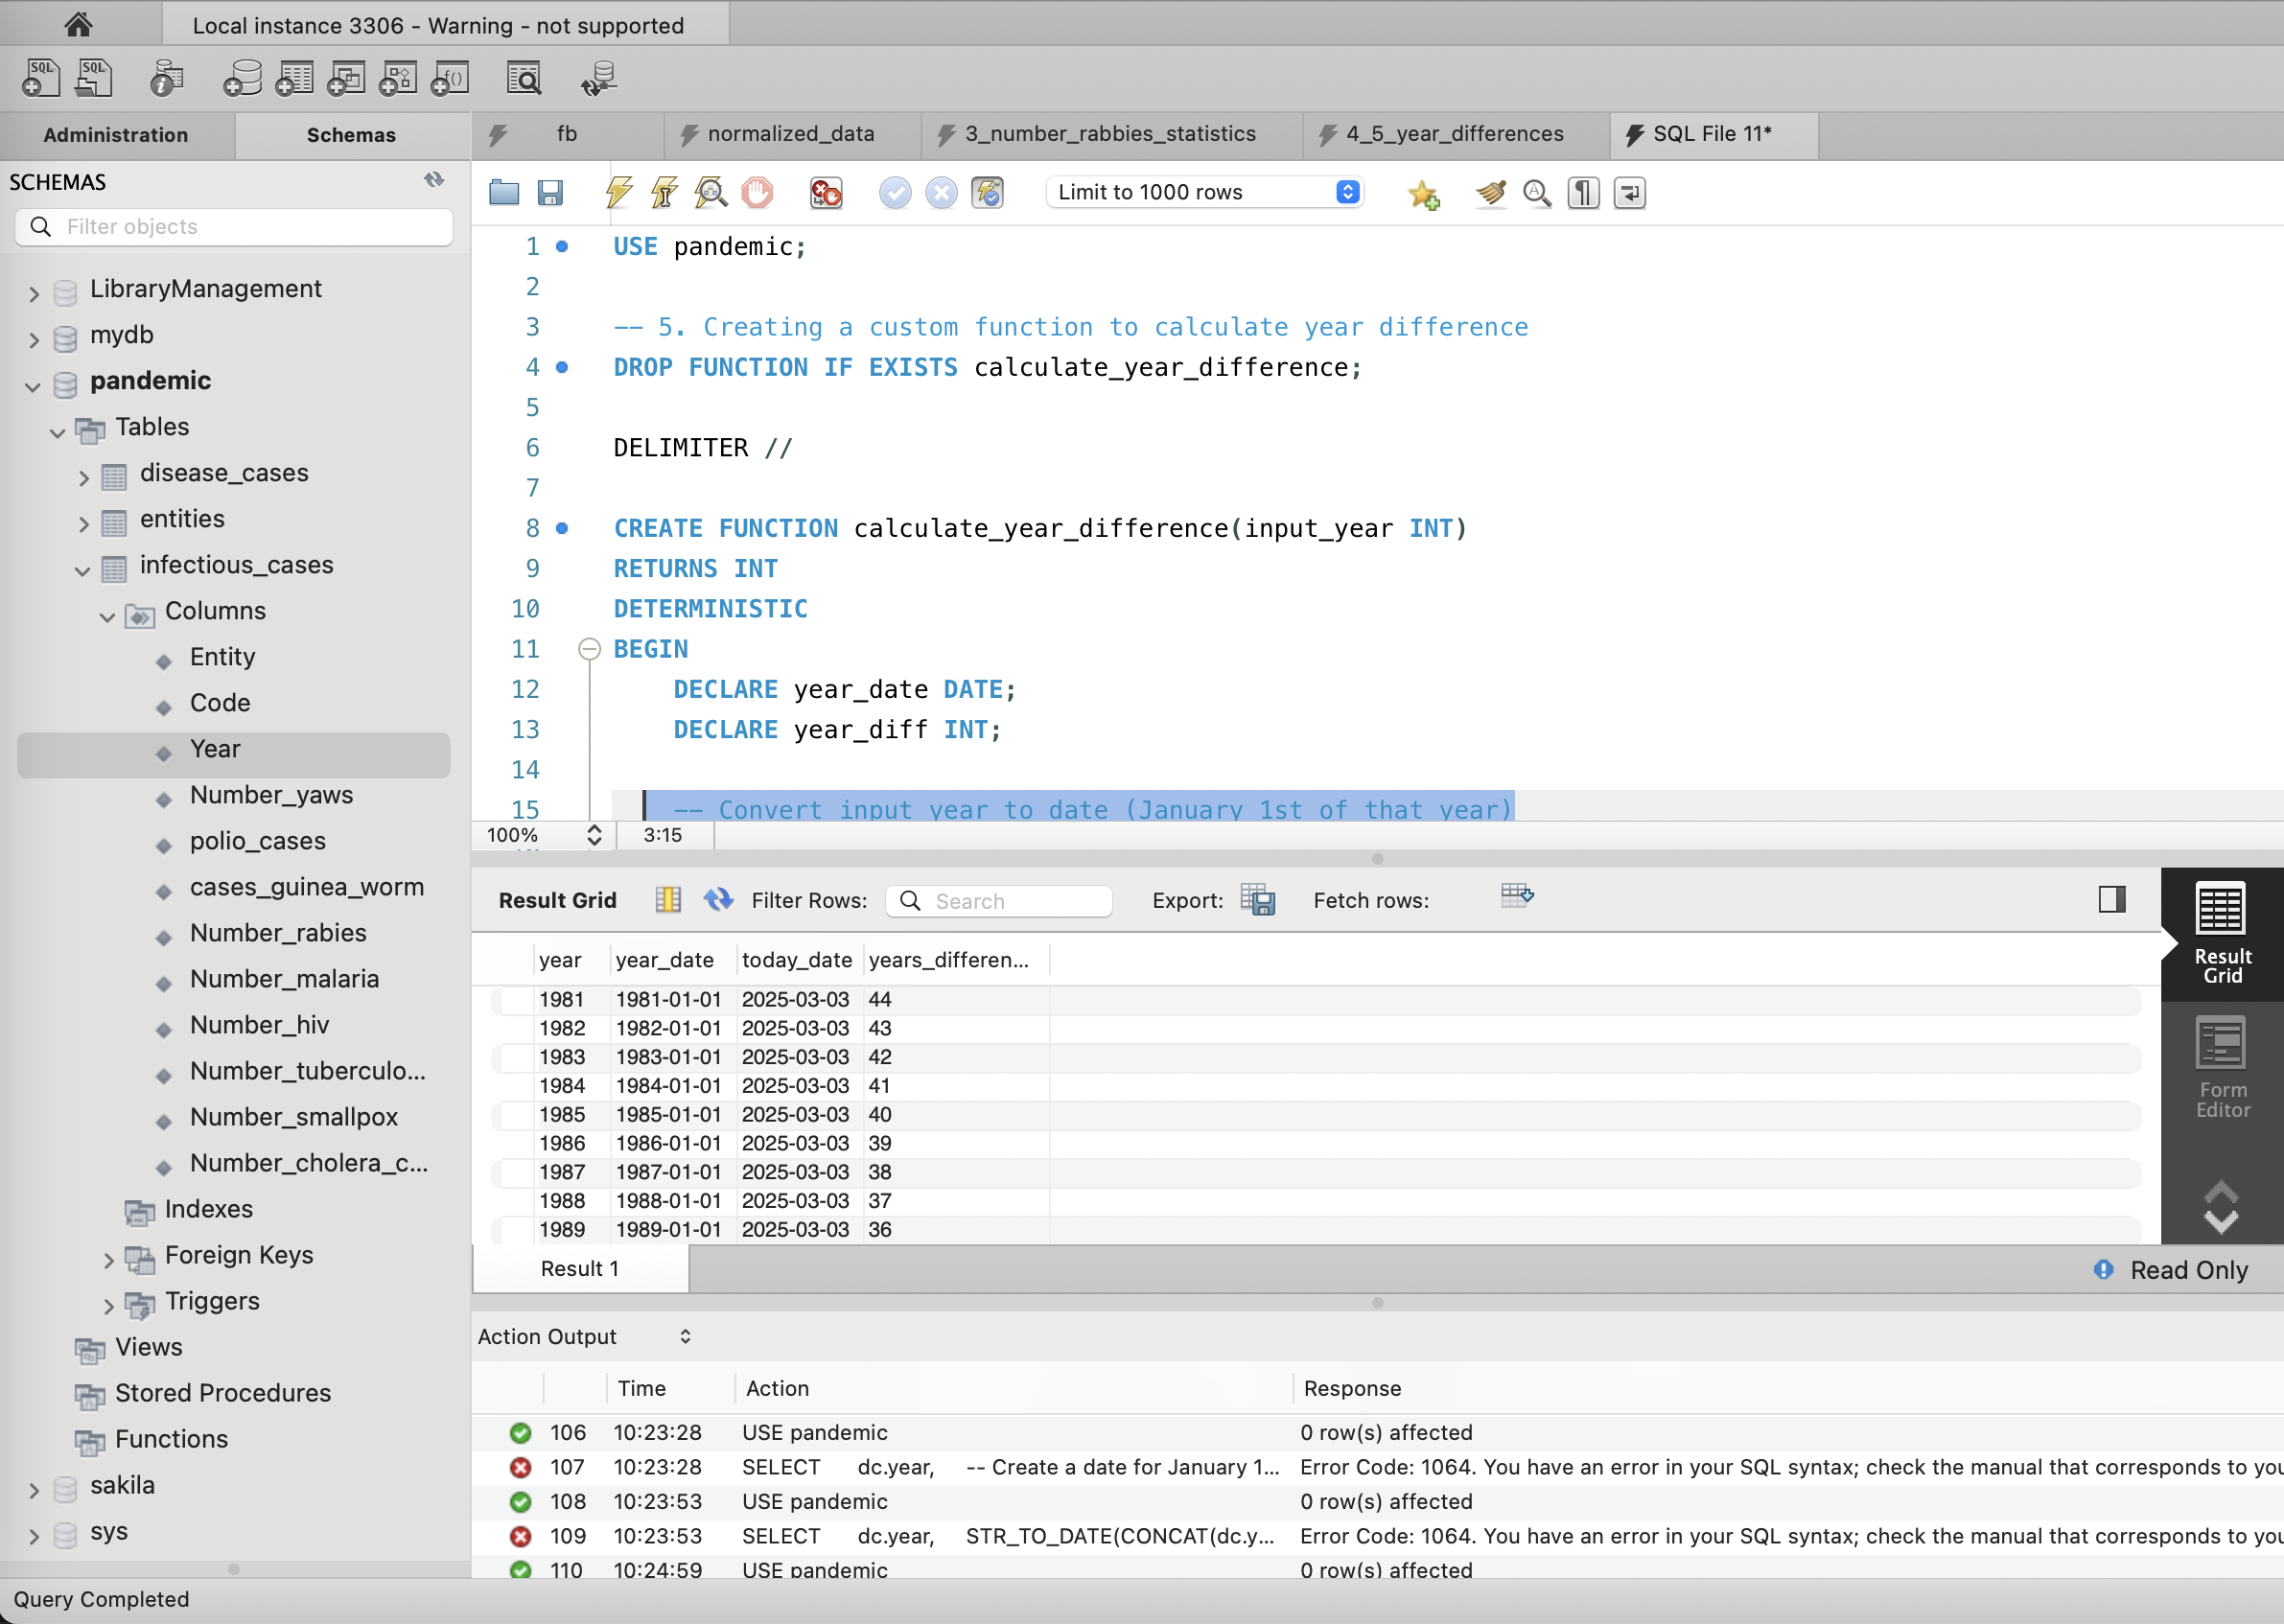 Local instance 3306 - Warning - not supported
Administration
Schemas
fb
normalized_data
3_number_rabbies_statistics
4_5_year_differences
SQL File 11*
SCHEMAS
Filter objects
LibraryManagement
mydb
pandemic
Tables
disease_cases
entities
infectious_cases
Columns
Entity
Code
Year
Number_yaws
polio_cases
cases_guinea_worm
Number_rabies
Number_malaria
Number_hiv
Number_tuberculo...
Number_smallpox
Number_cholera_c...
Indexes
Foreign Keys
Triggers
Views
Stored Procedures
Functions
sakila
sys
Limit to 1000 rows
1 USE pandemic;
2
3 -- 5. Creating a custom function to calculate year difference
4 DROP FUNCTION IF EXISTS calculate_year_difference;
5
6 DELIMITER //
7
8 CREATE FUNCTION calculate_year_difference(input_year INT)
9 RETURNS INT
10 DETERMINISTIC
11 BEGIN
12 DECLARE year_date DATE;
13 DECLARE year_diff INT;
14
15 -- Convert input year to date (January 1st of that year)
100% 3:15
Result Grid Filter Rows: Search Export: Fetch rows:
year year_date today_date years_differen...
1981 1981-01-01 2025-03-03 44
1982 1982-01-01 2025-03-03 43
1983 1983-01-01 2025-03-03 42
1984 1984-01-01 2025-03-03 41
1985 1985-01-01 2025-03-03 40
1986 1986-01-01 2025-03-03 39
1987 1987-01-01 2025-03-03 38
1988 1988-01-01 2025-03-03 37
1989 1989-01-01 2025-03-03 36
Result
Grid
Form
Editor
Result 1
Read Only
Action Output
Time Action Response
106 10:23:28 USE pandemic 0 row(s) affected
107 10:23:28 SELECT dc.year, -- Create a date for January 1... Error Code: 1064. You have an error in your SQL syntax; check the manual that corresponds to you
108 10:23:53 USE pandemic 0 row(s) affected
109 10:23:53 SELECT dc.year, STR_TO_DATE(CONCAT(dc.y... Error Code: 1064. You have an error in your SQL syntax; check the manual that corresponds to you
110 10:24:59 USE pandemic 0 row(s) affected
Query Completed